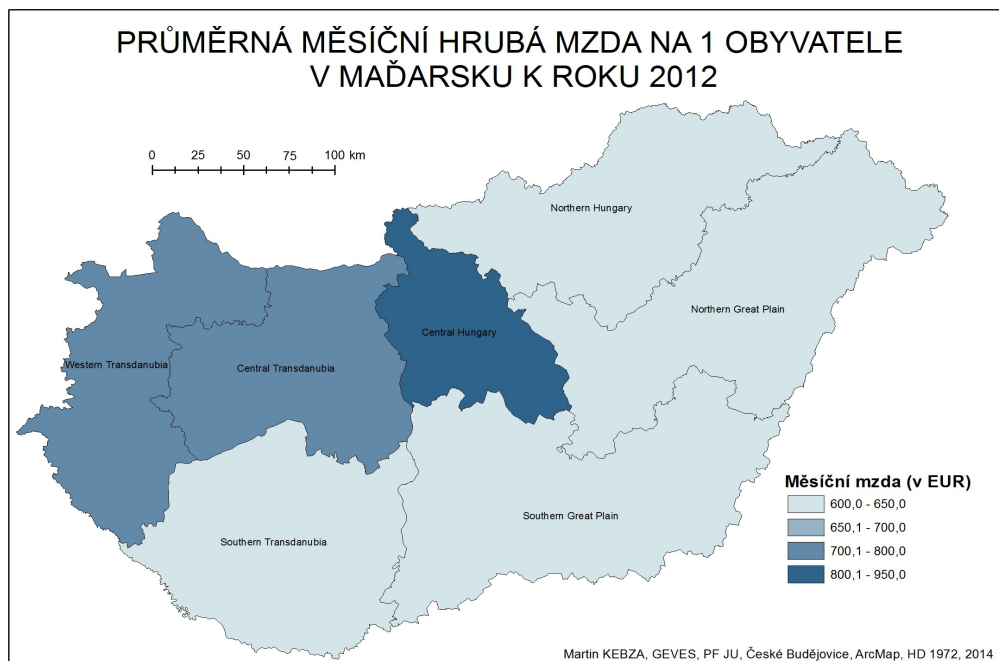 PRŮMĚRNÁ MĚSÍČNÍ HRUBÁ MZDA NA 1 OBYVATELE
V MAĎARSKU K ROKU 2012
0 25 50 75 100 km
Northern Hungary
Northern Great Plain
Central Hungary
Western Transdanubia
Central Transdanubia
Southern Great Plain
Southern Transdanubia
Měsíční mzda (v EUR)
600,0 - 650,0
650,1 - 700,0
700,1 - 800,0
800,1 - 950,0
Martin KEBZA, GEVES, PF JU, České Budějovice, ArcMap, HD 1972, 2014